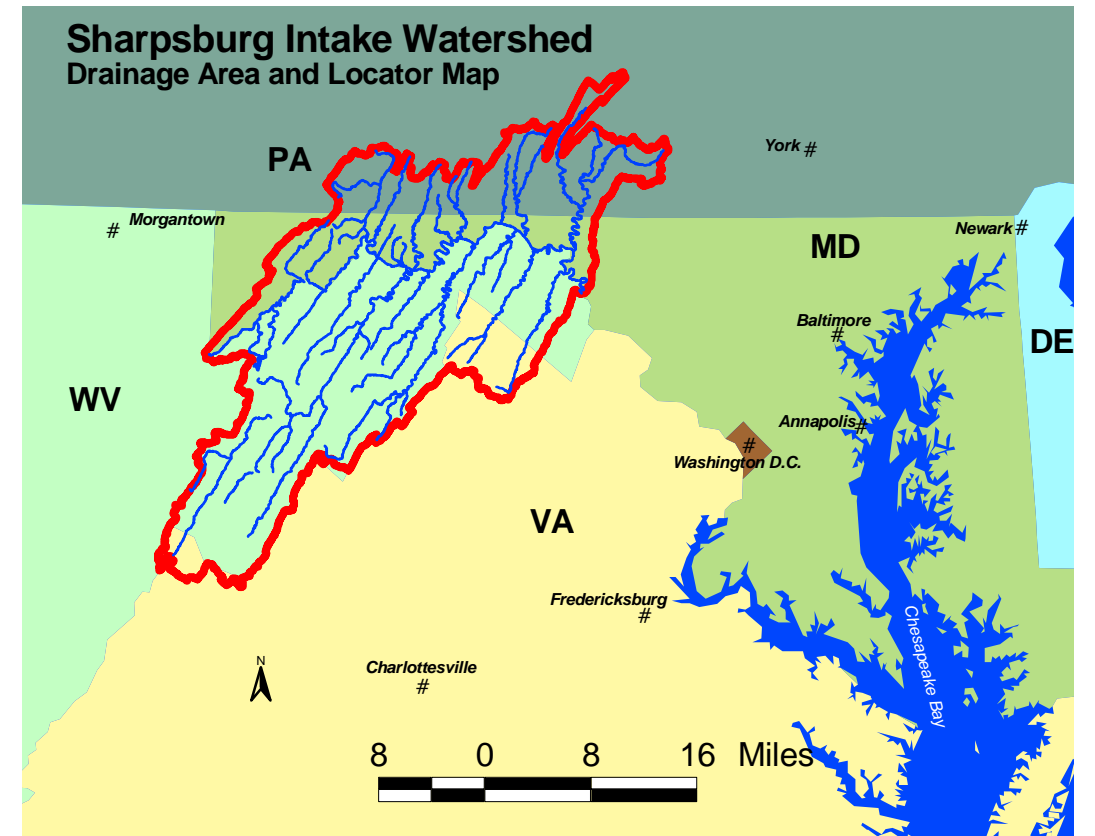 Sharpsburg Intake Watershed
Drainage Area and Locator Map
York #
PA
Morgantown
#
Newark #
MD
Baltimore
#
DE
WV
Annapolis #
#
Washington D.C.
VA
Fredericksburg
#
Chesapeake Bay
N
Charlottesville
#
8 0 8 16 Miles